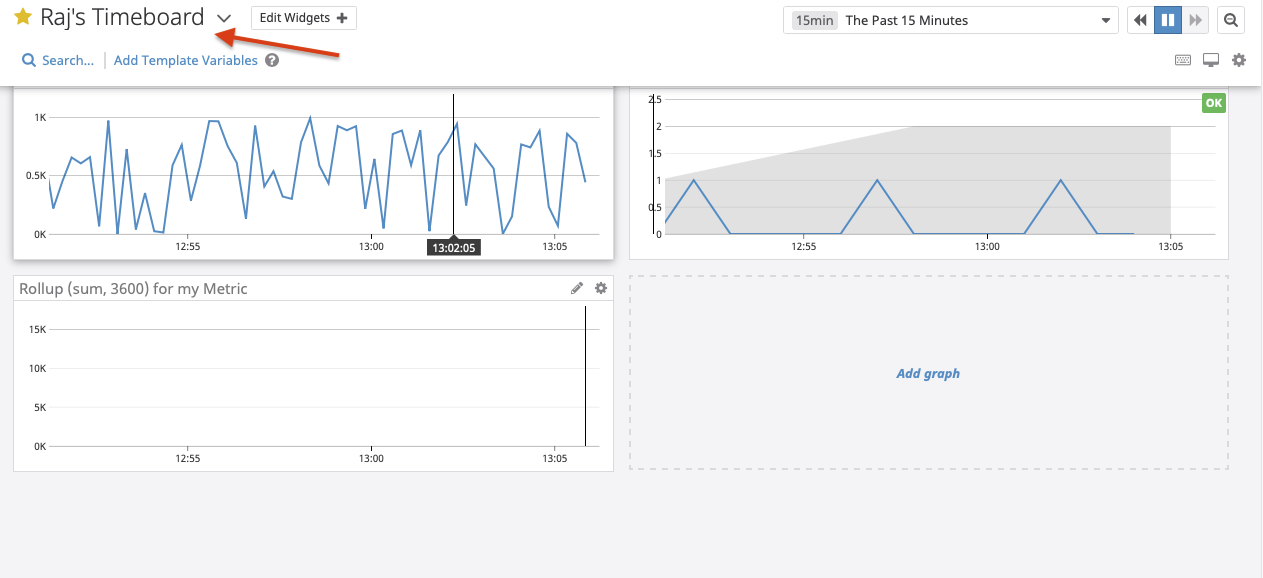 Raj's Timeboard
Edit Widgets +
15min The Past 15 Minutes
Search...
Add Template Variables ?
1K
0.5K
0K
12:55
13:00
13:05
13:02:05
2.5
2
1.5
1
0.5
0
12:55
13:00
13:05
OK
Rollup (sum, 3600) for my Metric
15K
10K
5K
0K
12:55
13:00
13:05
Add graph